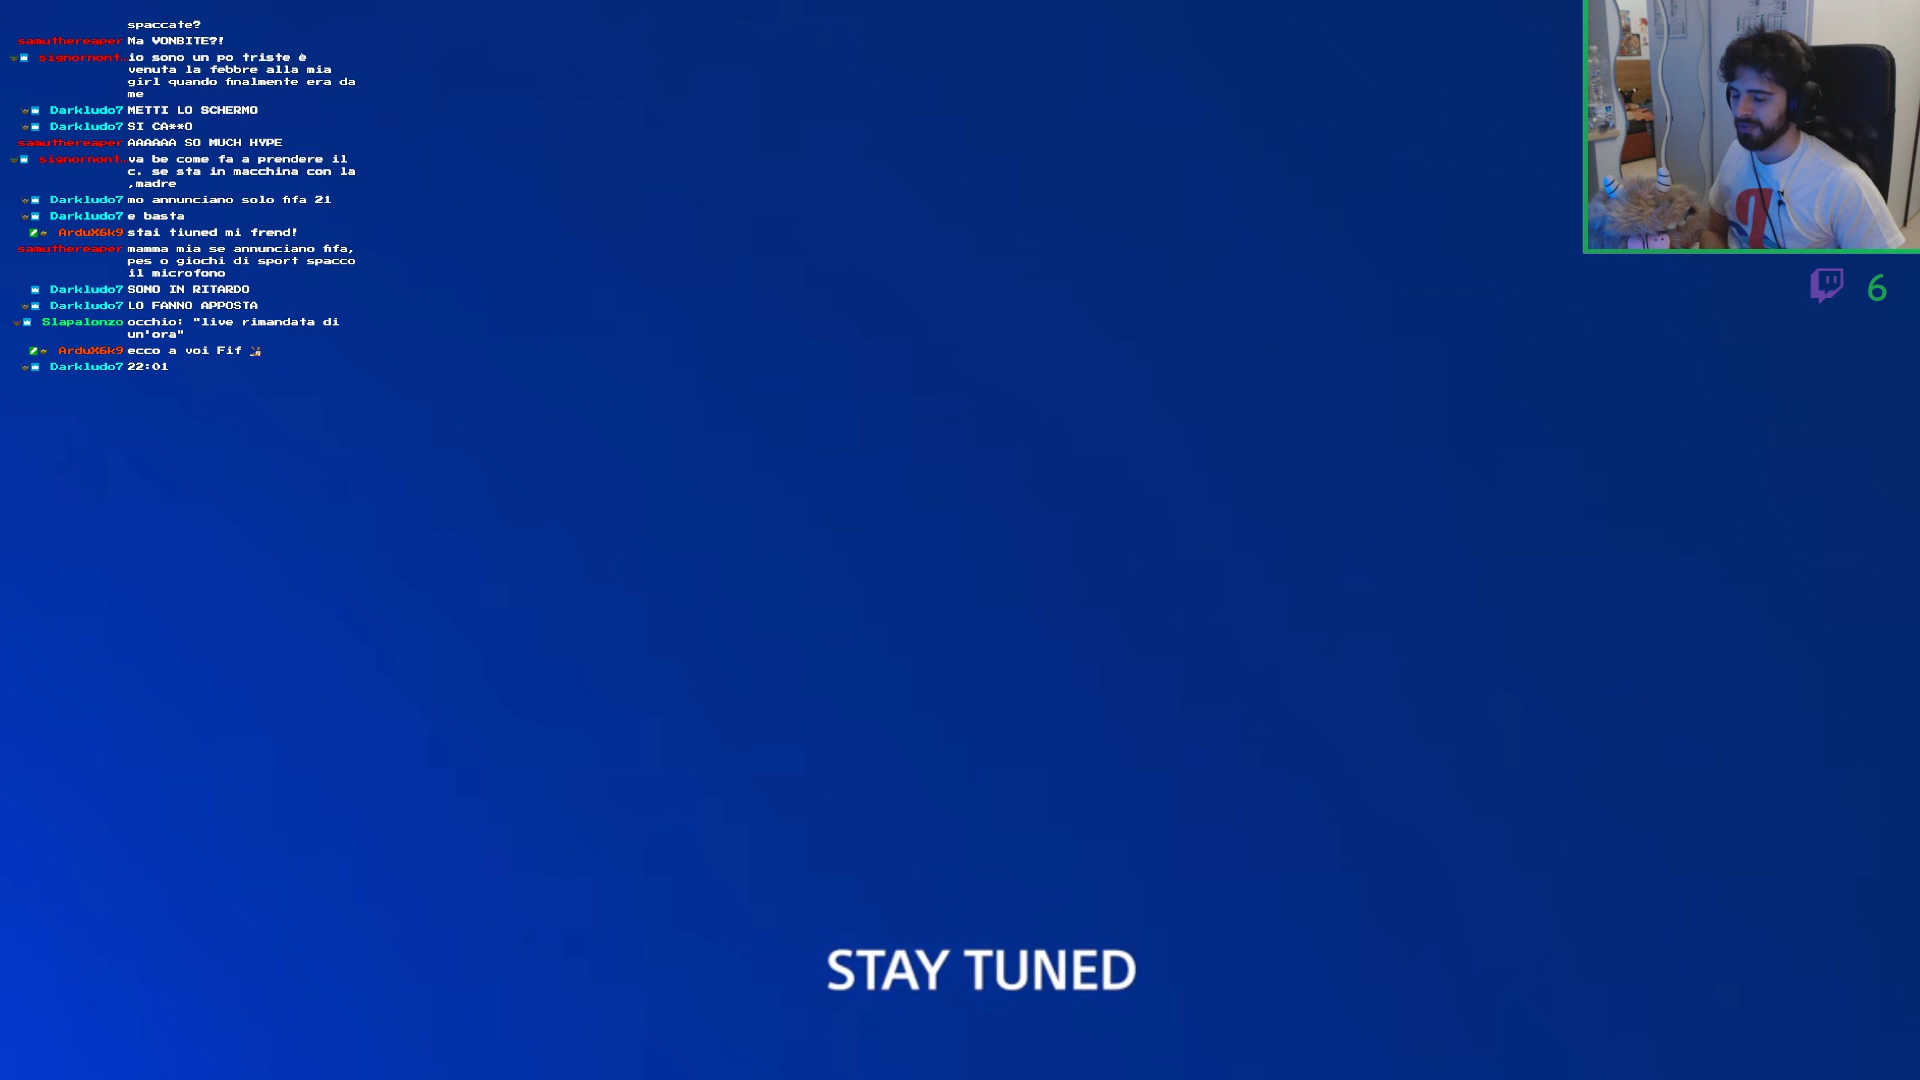 spaccate?
samuthereaper Ma VONBITE?!
signornont.. io sono un po triste è
venuta la febbre alla mia
girl quando finalmente era da
me
Darkludo7 METTI LO SCHERMO
Darkludo7 SI CA**O
samuthereaper AAAAAA SO MUCH HYPE
signornont.. va be come fa a prendere il
c. se sta in macchina con la
,madre
Darkludo7 mo annunciano solo fifa 21
Darkludo7 e basta
ArduX6k9 stai tiuned mi frend!
samuthereaper mamma mia se annunciano fifa,
pes o giochi di sport spacco
il microfono
Darkludo7 SONO IN RITARDO
Darkludo7 LO FANNO APPOSTA
Slapalonzo occhio: "live rimandata di
un'ora"
ArduX6k9 ecco a voi Fif
Darkludo7 22:01
6
STAY TUNED